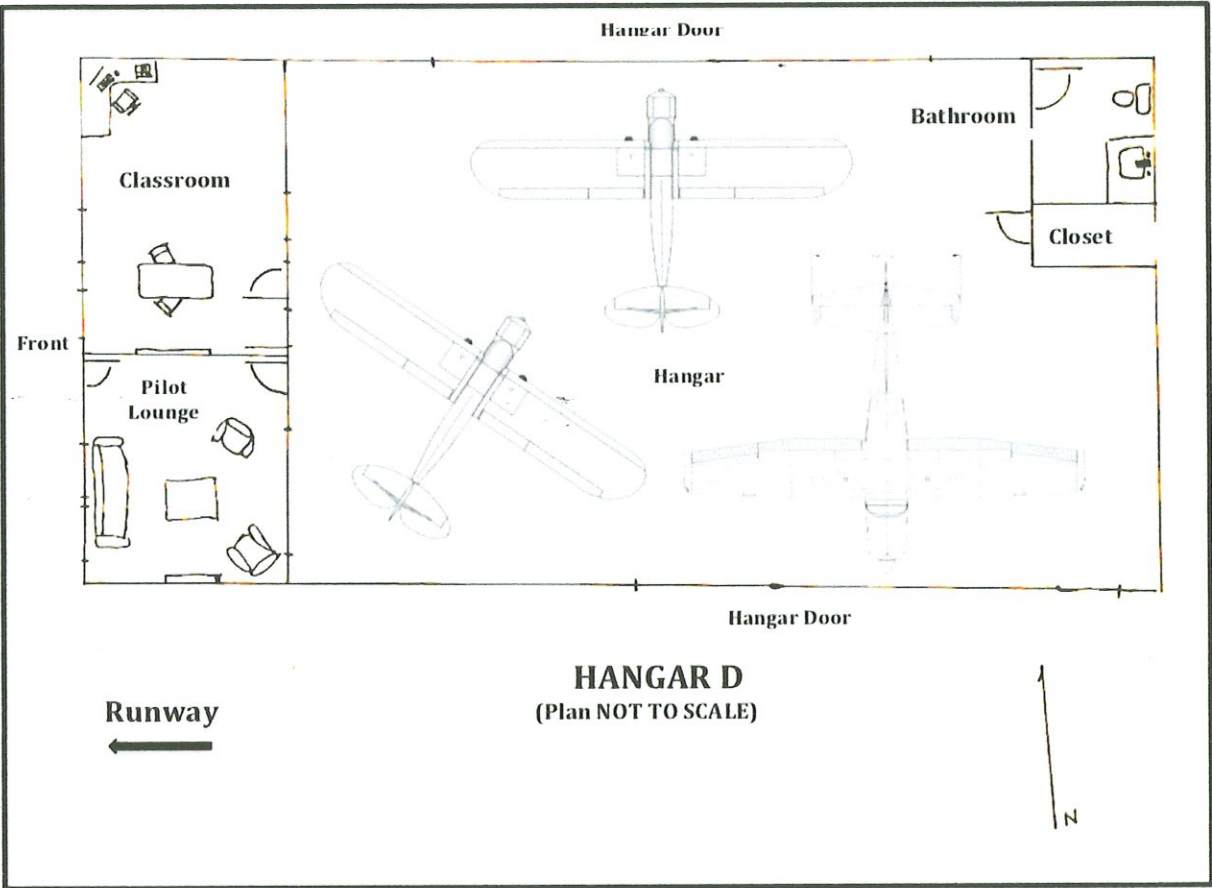 Hangar Door
Bathroom
Classroom
Closet
Front
Hangar
Pilot
Lounge
Hangar Door
HANGAR D
(Plan NOT TO SCALE)
Runway
N